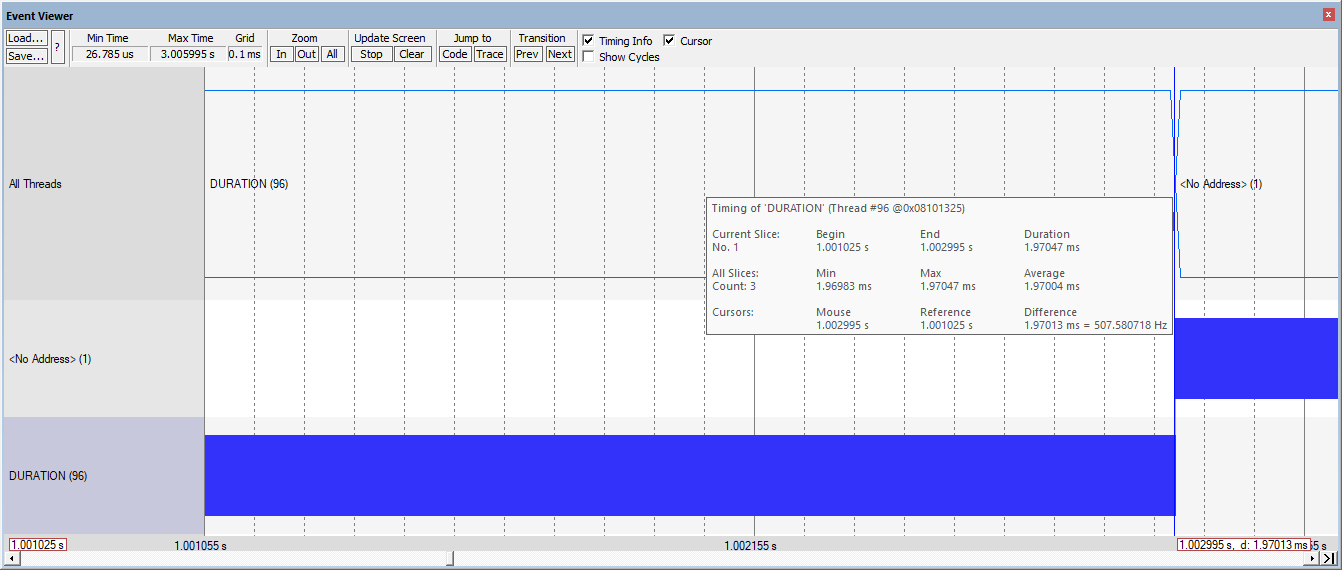 Event Viewer
Load... Min Time Max Time Grid Zoom Update Screen Jump to Transition Timing Info Cursor
Save... ? 26.785 us 3.005995 s 0.1 ms In Out All Stop Clear Code Trace Prev Next Show Cycles
All Threads DURATION (96) <No Address> (1)
Timing of 'DURATION' (Thread #96 @0x08101325)
Current Slice: Begin End Duration
No. 1 1.001025 s 1.002995 s 1.97047 ms
All Slices: Min Max Average
Count: 3 1.96983 ms 1.97047 ms 1.97004 ms
Cursors: Mouse Reference Difference
1.002995 s 1.001025 s 1.97013 ms = 507.580718 Hz
<No Address> (1)
DURATION (96)
1.001025 s 1.001055 s 1.002155 s 1.002995 s, d: 1.97013 ms